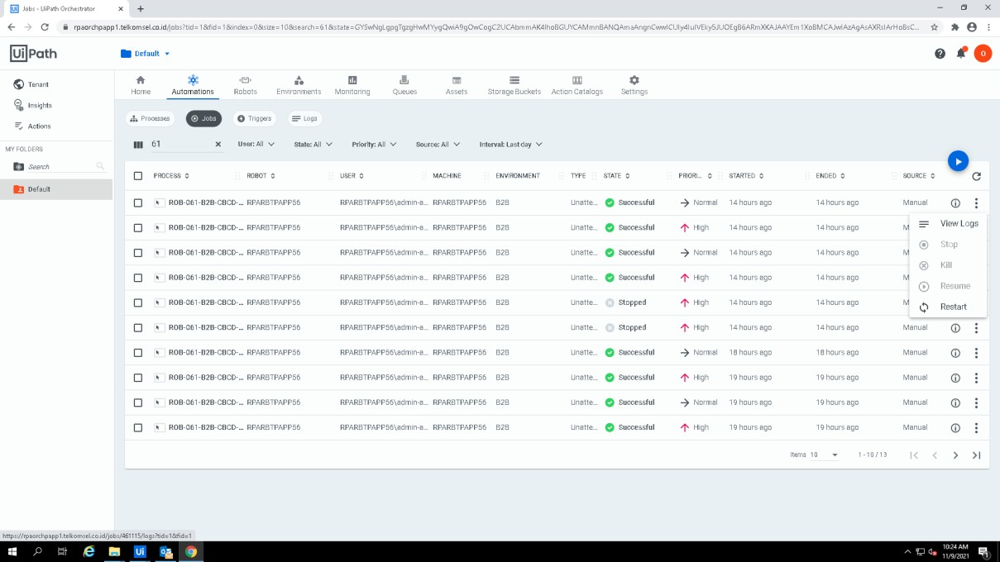 Jobs - UiPath Orchestrator
rpaorchpapp1.telkomsel.co.id/jobs?tid=1&fid=1&index=0&size=10&search=61&state=
UiPath
Default
O
Tenant
Insights
Actions
MY FOLDERS
Search
Default
Home Automations Robots Environments Monitoring Queues Assets Storage Buckets Action Catalogs Settings
Processes Jobs Triggers Logs
61 User: All State: All Priority: All Source: All Interval: Last day
PROCESS ROBOT USER MACHINE ENVIRONMENT TYPE STATE PRIORI... STARTED ENDED SOURCE
ROB-061-B2B-CBCD-... RPARBTPAPP56 RPARBTPAPP56\admin-a... RPARBTPAPP56 B2B Unatte... Successful Normal 14 hours ago 14 hours ago Manual
ROB-061-B2B-CBCD-... RPARBTPAPP56 RPARBTPAPP56\admin-a... RPARBTPAPP56 B2B Unatte... Successful High 14 hours ago 14 hours ago M
ROB-061-B2B-CBCD-... RPARBTPAPP56 RPARBTPAPP56\admin-a... RPARBTPAPP56 B2B Unatte... Successful Normal 14 hours ago 14 hours ago M
ROB-061-B2B-CBCD-... RPARBTPAPP56 RPARBTPAPP56\admin-a... RPARBTPAPP56 B2B Unatte... Successful High 14 hours ago 14 hours ago M
ROB-061-B2B-CBCD-... RPARBTPAPP56 RPARBTPAPP56\admin-a... RPARBTPAPP56 B2B Unatte... Stopped High 14 hours ago 14 hours ago M
ROB-061-B2B-CBCD-... RPARBTPAPP56 RPARBTPAPP56\admin-a... RPARBTPAPP56 B2B Unatte... Stopped High 14 hours ago 14 hours ago Manual
ROB-061-B2B-CBCD-... RPARBTPAPP56 RPARBTPAPP56\admin-a... RPARBTPAPP56 B2B Unatte... Successful Normal 18 hours ago 18 hours ago Manual
ROB-061-B2B-CBCD-... RPARBTPAPP56 RPARBTPAPP56\admin-a... RPARBTPAPP56 B2B Unatte... Successful High 19 hours ago 19 hours ago Manual
ROB-061-B2B-CBCD-... RPARBTPAPP56 RPARBTPAPP56\admin-a... RPARBTPAPP56 B2B Unatte... Successful Normal 19 hours ago 19 hours ago Manual
ROB-061-B2B-CBCD-... RPARBTPAPP56 RPARBTPAPP56\admin-a... RPARBTPAPP56 B2B Unatte... Successful High 19 hours ago 19 hours ago Manual
View Logs
Stop
Kill
Resume
Restart
Items 10 1 - 10 / 13
https://rpaorchpapp1.telkomsel.co.id/jobs/461115/logs?tid=1&fid=1
10:24 AM
11/9/2021